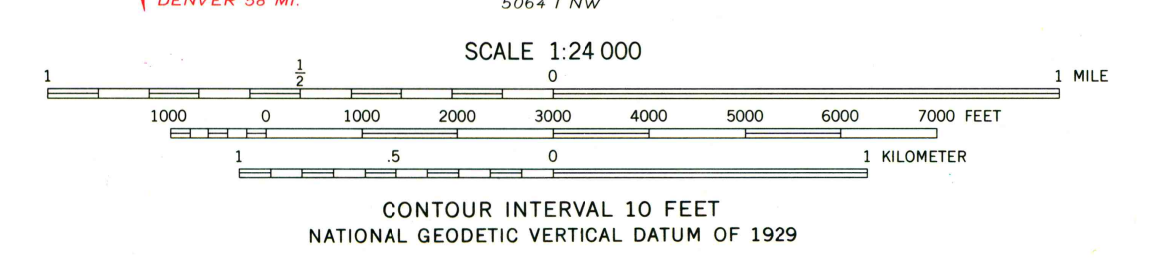 DENVER 58 MI.
5064 I NW
SCALE 1:24 000
1 1/2 0 1 MILE
1000 0 1000 2000 3000 4000 5000 6000 7000 FEET
1 .5 0 1 KILOMETER
CONTOUR INTERVAL 10 FEET
NATIONAL GEODETIC VERTICAL DATUM OF 1929